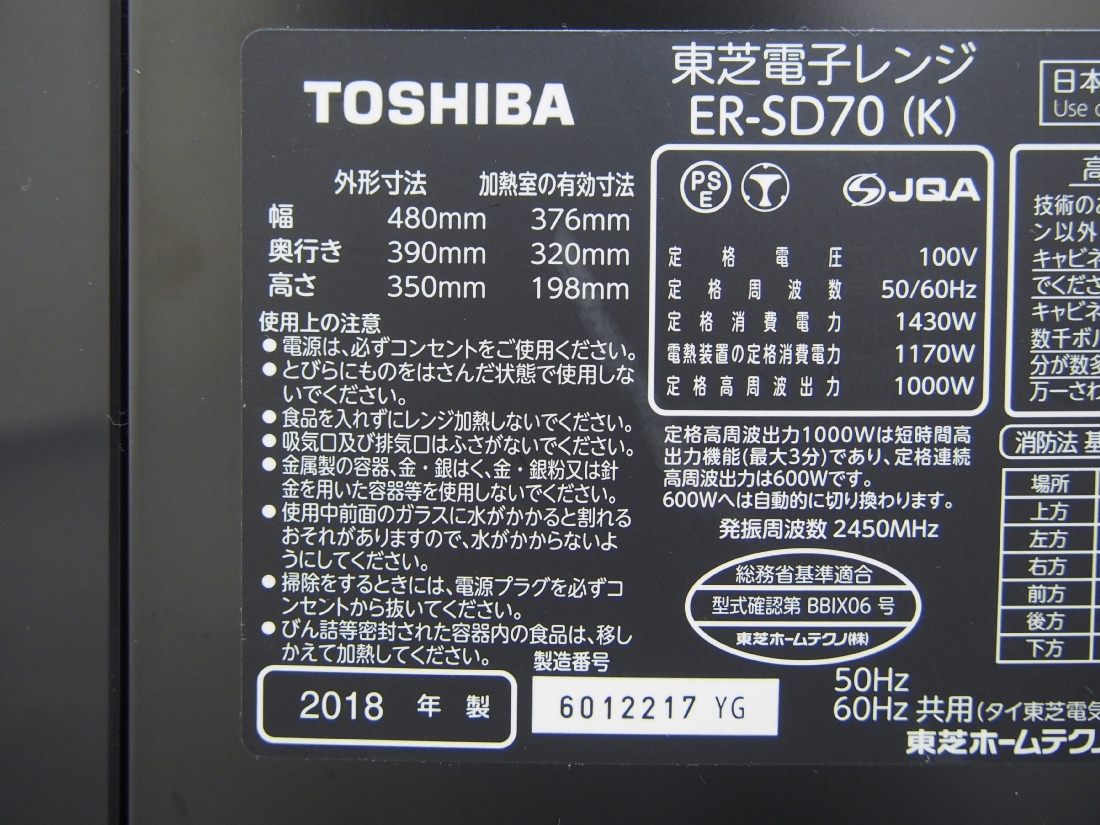 TOSHIBA
東芝電子レンジ
ER-SD70 (K)
外形寸法 加熱室の有効寸法
幅 480mm 376mm
奥行き 390mm 320mm
高さ 350mm 198mm
使用上の注意
●電源は、必ずコンセントをご使用ください。
●とびらにものをはさんだ状態で使用しな
いでください。
●食品を入れずにレンジ加熱しないでください。
●吸気口及び排気口はふさがないでください。
●金属製の容器、金・銀はく、金・銀粉又は針
金を用いた容器等を使用しないでください。
●使用中前面のガラスに水がかかると割れる
おそれがありますので、水がかからないよ
うにしてください。
●掃除をするときには、電源プラグを必ずコ
ンセントから抜いてください。
●びん詰等密封された容器内の食品は、移し
かえて加熱してください。
製造番号
2018 年 製
6012217 YG
PS
E
JQA
定格電圧 100V
定格周波数 50/60Hz
定格消費電力 1430W
電熱装置の定格消費電力 1170W
定格高周波出力 1000W
定格高周波出力1000Wは短時間高
出力機能(最大3分)であり、定格連続
高周波出力は600Wです。
600Wへは自動的に切り換わります。
発振周波数 2450MHz
総務省基準適合
型式確認第 BBIX06 号
東芝ホームテクノ(株)
50Hz
60Hz 共用(タイ東芝電気
東芝ホームテクノ
日本
Use
高
技術の
ン以外
キャビネ
でくださ
キャビネ
数千ボル
分が数多
万一さわ
消防法 基
場所
上方
左方
右方
前方
後方
下方